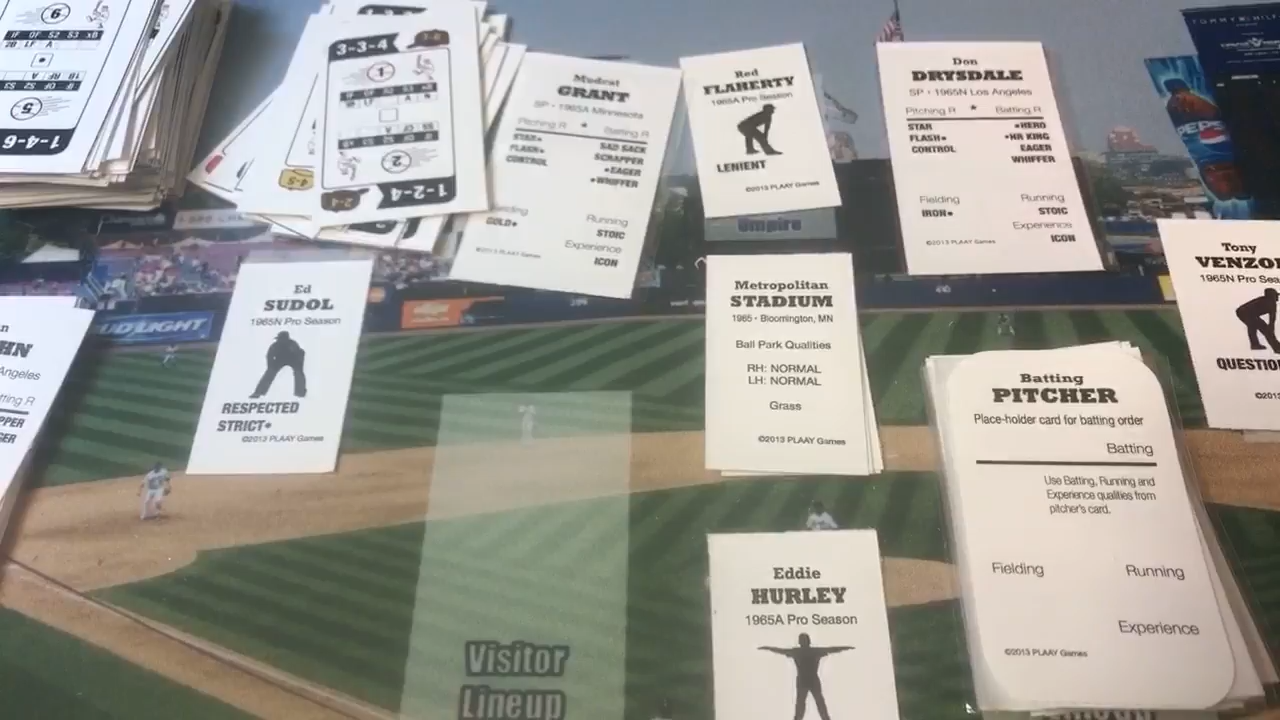 3-3-4
1-2-4
1-4-6
Mudcat
GRANT
SP • 1965A Minnesota
Pitching R ★ Batting R
STAR•
FLASH•
CONTROL
SAD SACK
SCRAPPER
•EAGER
•WHIFFER
GOLD•
Running
STOIC
Experience
ICON
©2013 PLAAY Games
Red
FLAHERTY
1965A Pro Season
LENIENT
©2013 PLAAY Games
Umpire
Don
DRYSDALE
SP • 1965N Los Angeles
Pitching R ★ Batting R
STAR
FLASH•
CONTROL
•HERO
•HR KING
EAGER
WHIFFER
Fielding
IRON•
Running
STOIC
Experience
ICON
©2013 PLAAY Games
PEPSI
Tony
1965N Pro
Ed
SUDOL
1965N Pro Season
RESPECTED
STRICT•
©2013 PLAAY Games
BUD LIGHT
Angeles
Metropolitan
STADIUM
1965 • Bloomington, MN
Ball Park Qualities
RH: NORMAL
LH: NORMAL
Grass
©2013 PLAAY Games
Eddie
HURLEY
1965A Pro Season
Batting
PITCHER
Place-holder card for batting order
Batting
Use Batting, Running and
Experience qualities from
pitcher's card.
Fielding
Running
Experience
©2013 PLAAY Games
Visitor
Lineup